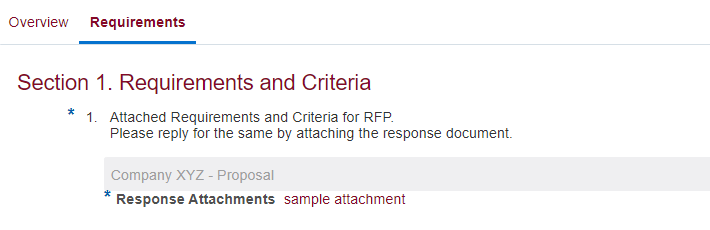 Overview Requirements
Section 1. Requirements and Criteria
* 1. Attached Requirements and Criteria for RFP.
Please reply for the same by attaching the response document.
Company XYZ - Proposal
* Response Attachments sample attachment